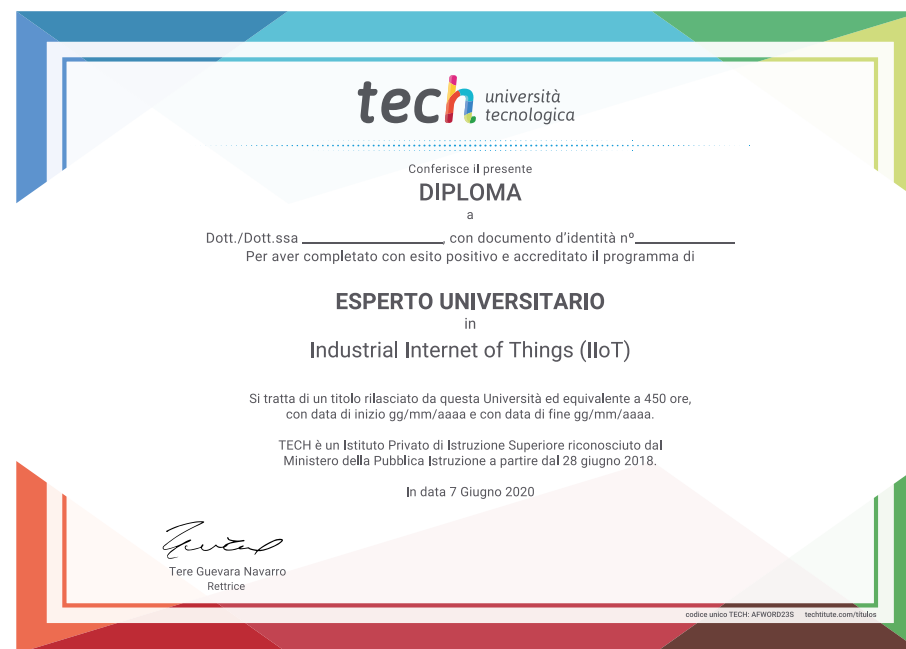 tech università
tecnologica
Conferisce il presente
DIPLOMA
a
Dott./Dott.ssa ____________________, con documento d'identità nº______________
Per aver completato con esito positivo e accreditato il programma di
ESPERTO UNIVERSITARIO
in
Industrial Internet of Things (IIoT)
Si tratta di un titolo rilasciato da questa Università ed equivalente a 450 ore,
con data di inizio gg/mm/aaaa e con data di fine gg/mm/aaaa.
TECH è un Istituto Privato di Istruzione Superiore riconosciuto dal
Ministero della Pubblica Istruzione a partire dal 28 giugno 2018.
In data 7 Giugno 2020
Tere Guevara Navarro
Rettrice
codice unico TECH: AFWORD23S techtitute.com/titulos